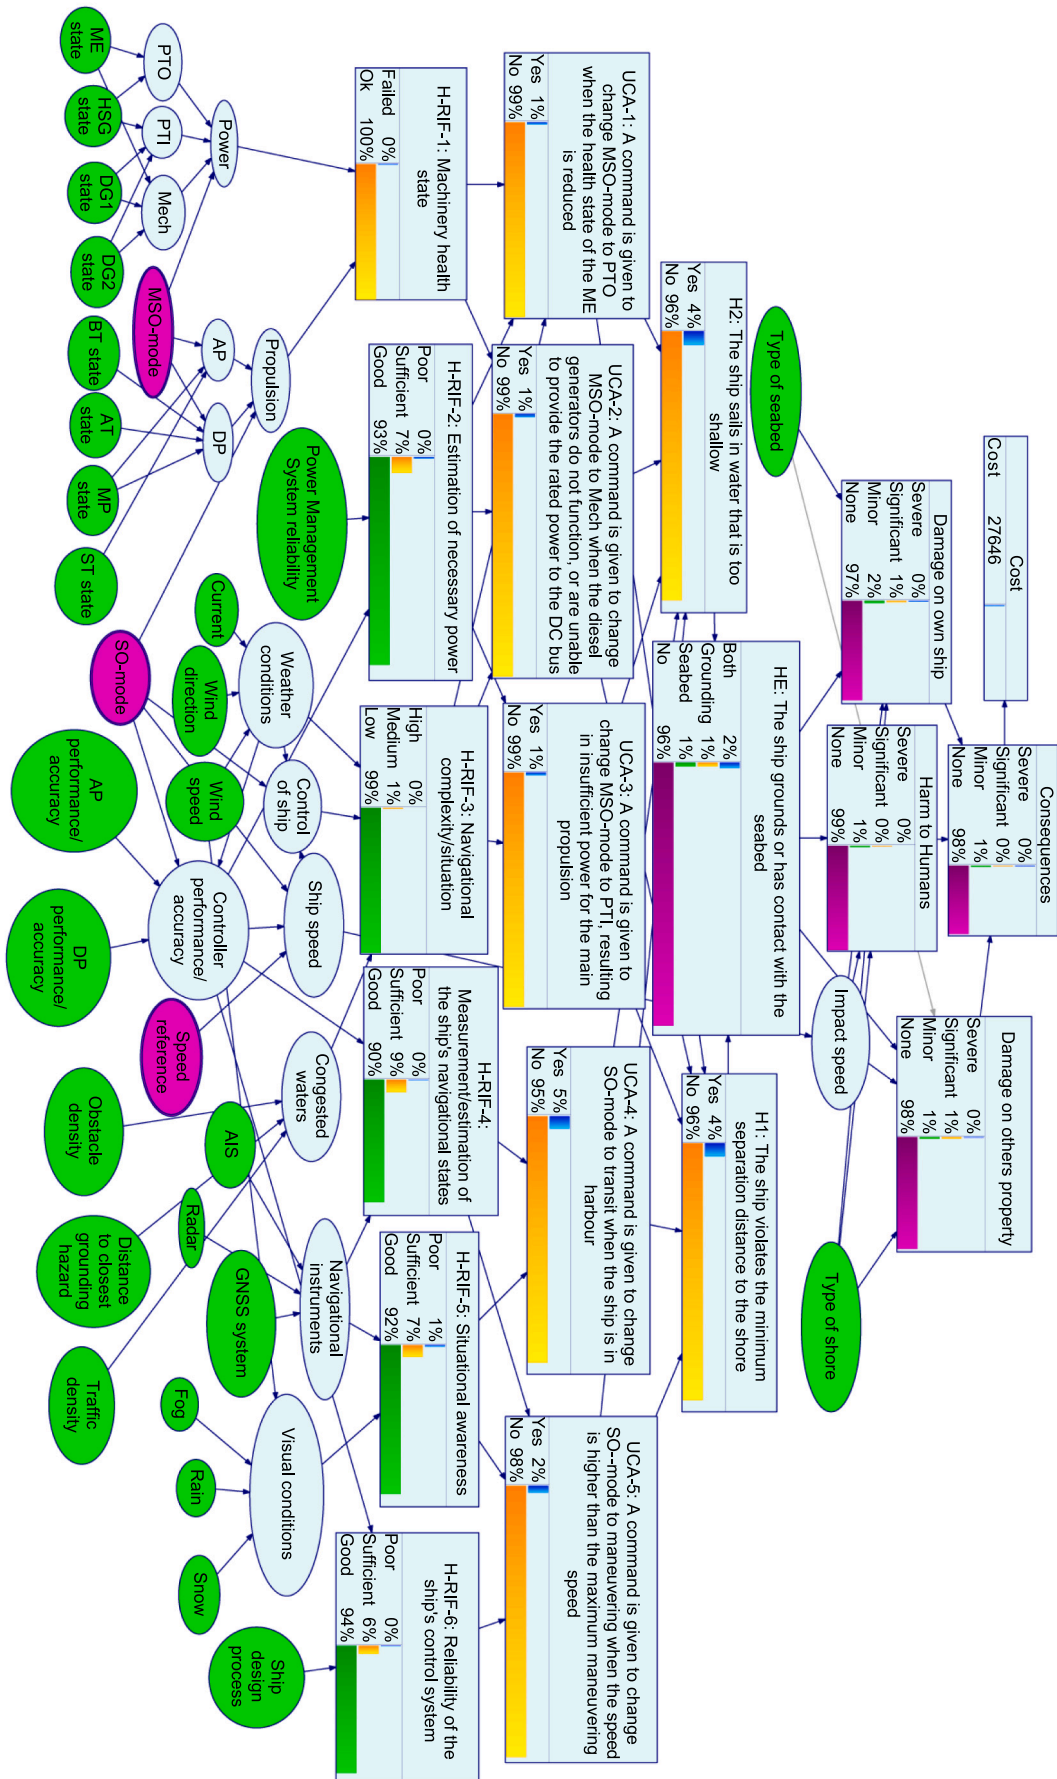 Cost
Cost 27646
Consequences
Severe 0%
Significant 0%
Minor 1%
None 98%
Damage on own ship
Severe 0%
Significant 1%
Minor 2%
None 97%
Harm to Humans
Severe 0%
Significant 0%
Minor 1%
None 99%
Damage on others property
Severe 0%
Significant 1%
Minor 1%
None 98%
Type of seabed
Impact speed
Type of shore
H2: The ship sails in water that is too
shallow
Yes 4%
No 96%
HE: The ship grounds or has contact with the
seabed
Both 2%
Grounding 1%
Seabed 1%
No 96%
H1: The ship violates the minimum
separation distance to the shore
Yes 4%
No 96%
UCA-1: A command is given to
change MSO-mode to PTO
when the health state of the ME
is reduced
Yes 1%
No 99%
UCA-2: A command is given to change
MSO-mode to Mech when the diesel
generators do not function, or are unable
to provide the rated power to the DC bus
Yes 1%
No 99%
UCA-3: A command is given to
change MSO-mode to PTI, resulting
in insufficient power for the main
propulsion
Yes 1%
No 99%
UCA-4: A command is given to change
SO-mode to transit when the ship is in
harbour
Yes 5%
No 95%
UCA-5: A command is given to change
SO--mode to maneuvering when the speed
is higher than the maximum maneuvering
speed
Yes 2%
No 98%
H-RIF-1: Machinery health
state
Failed 0%
Ok 100%
H-RIF-2: Estimation of necessary power
Poor 0%
Sufficient 7%
Good 93%
H-RIF-3: Navigational
complexity/situation
High 0%
Medium 1%
Low 99%
H-RIF-4:
Measurement/estimation of
the ship's navigational states
Poor 0%
Sufficient 9%
Good 90%
H-RIF-5: Situational awareness
Poor 1%
Sufficient 7%
Good 92%
H-RIF-6: Reliability of the
ship's control system
Poor 0%
Sufficient 6%
Good 94%
Power
Propulsion
Power Management
System reliability
Weather
conditions
Control
of ship
Ship speed
Congested
waters
Navigational
instruments
Visual conditions
Ship
design
process
PTO
PTI
Mech
MSO-mode
AP
DP
Current
Wind
direction
Wind
speed
Controller
performance/
accuracy
Speed
reference
AIS
Radar
GNSS system
Fog
Rain
Snow
ME
state
HSG
state
DG1
state
DG2
state
BT state
AT
state
MP
state
ST state
SO-mode
AP
performance/
accuracy
DP
performance/
accuracy
Obstacle
density
Distance
to closest
grounding
hazard
Traffic
density